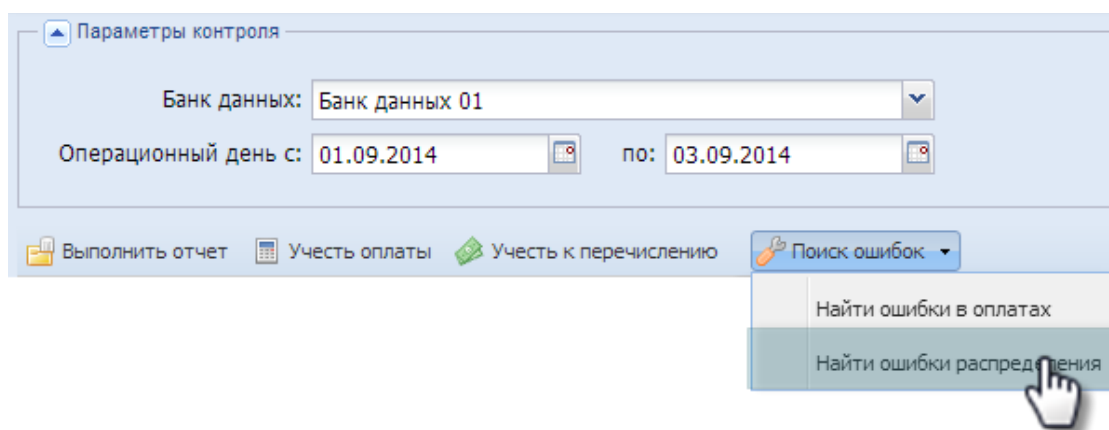 Параметры контроля
Банк данных: Банк данных 01
Операционный день с: 01.09.2014 по: 03.09.2014
Выполнить отчет Учесть оплаты Учесть к перечислению Поиск ошибок
Найти ошибки в оплатах
Найти ошибки распределения